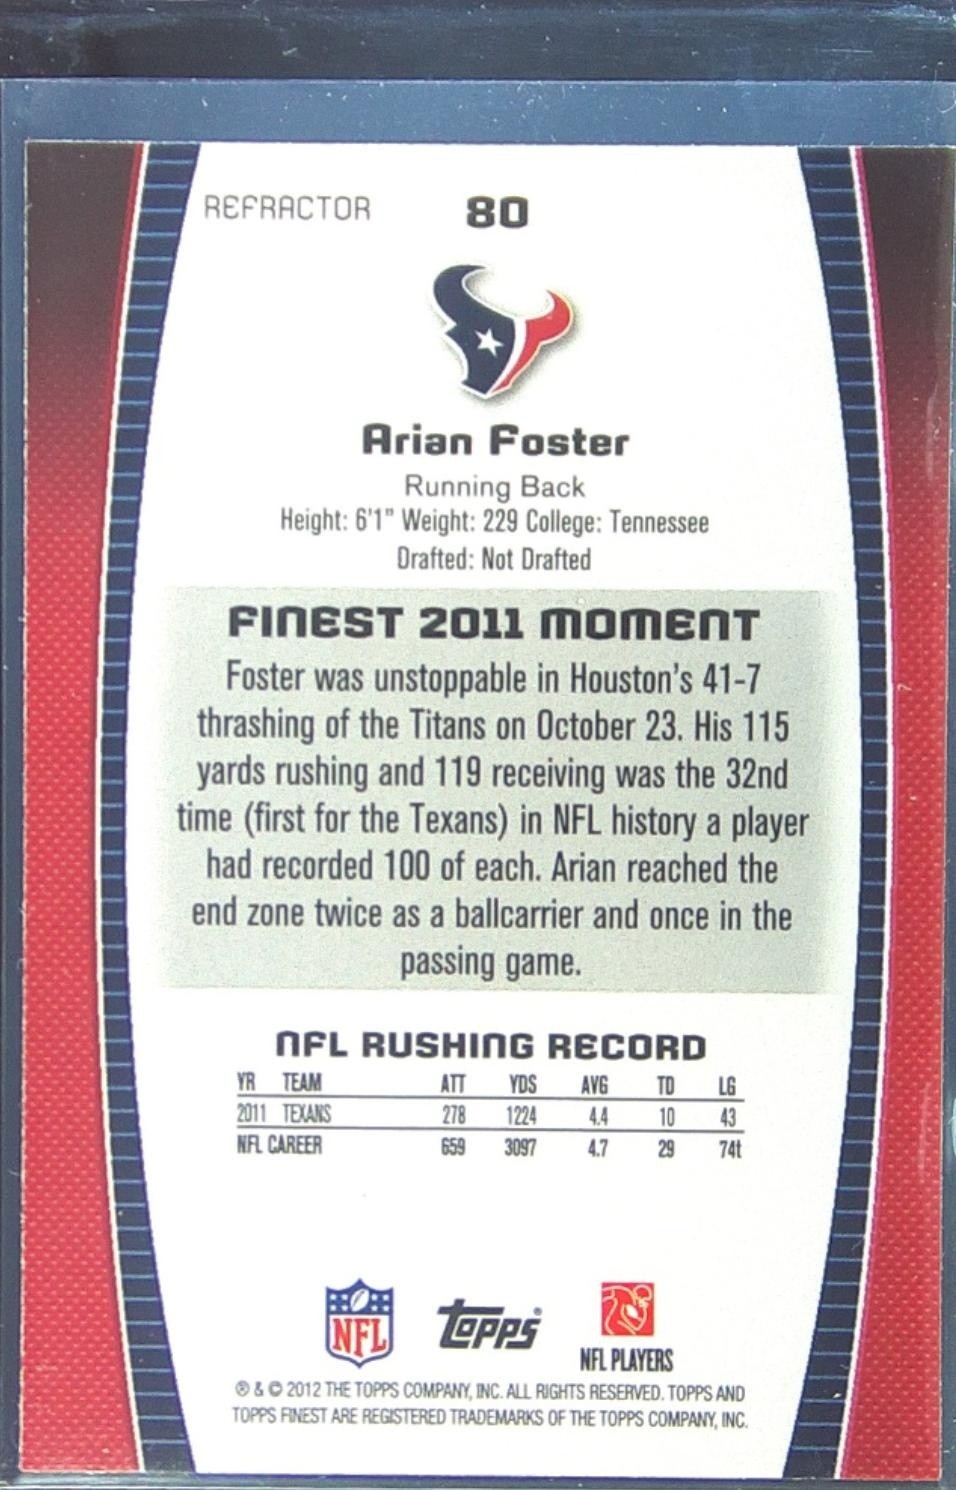 REFRACTOR 80
Arian Foster
Running Back
Height: 6'1" Weight: 229 College: Tennessee
Drafted: Not Drafted
FINEST 2011 MOMENT
Foster was unstoppable in Houston's 41-7
thrashing of the Titans on October 23. His 115
yards rushing and 119 receiving was the 32nd
time (first for the Texans) in NFL history a player
had recorded 100 of each. Arian reached the
end zone twice as a ballcarrier and once in the
passing game.
NFL RUSHING RECORD
YR TEAM ATT YDS AVG TD LG
2011 TEXANS 278 1224 4.4 10 43
NFL CAREER 659 3097 4.7 29 74t
NFL Topps®
NFL PLAYERS
® & © 2012 THE TOPPS COMPANY, INC. ALL RIGHTS RESERVED. TOPPS AND
TOPPS FINEST ARE REGISTERED TRADEMARKS OF THE TOPPS COMPANY, INC.